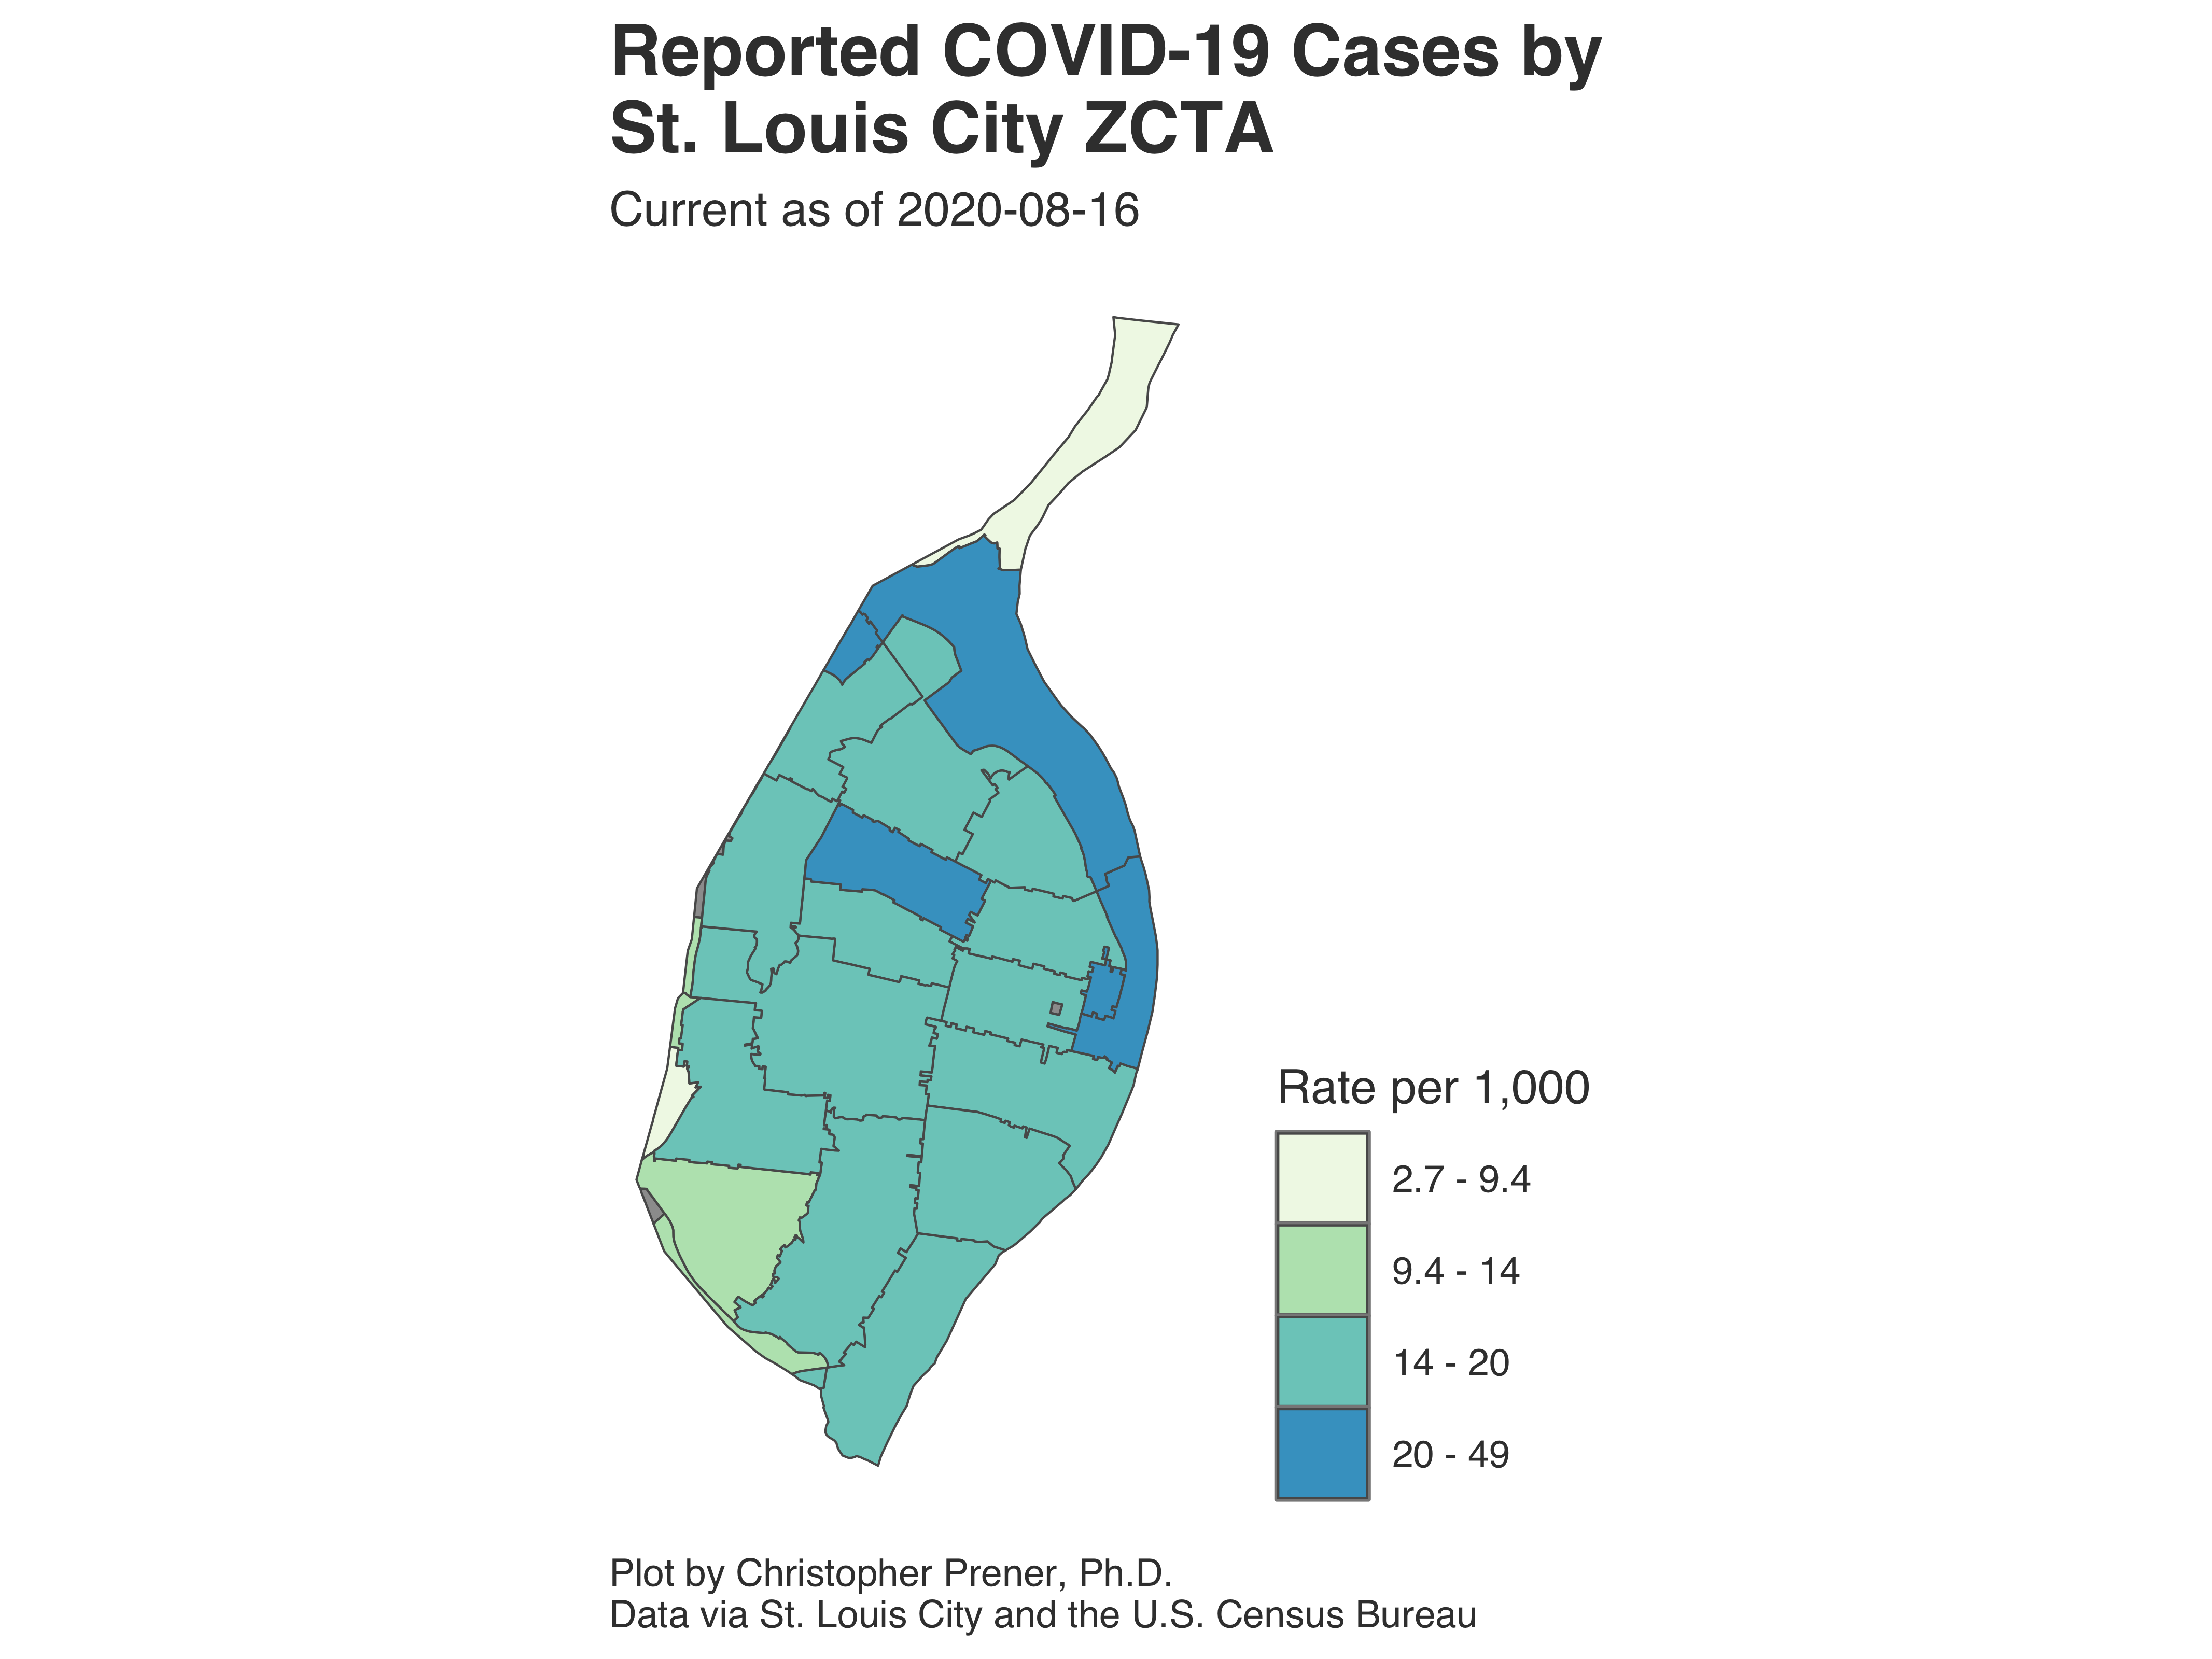 Reported COVID-19 Cases by
St. Louis City ZCTA
Current as of 2020-08-16
Rate per 1,000
2.7 - 9.4
9.4 - 14
14 - 20
20 - 49
Plot by Christopher Prener, Ph.D.
Data via St. Louis City and the U.S. Census Bureau